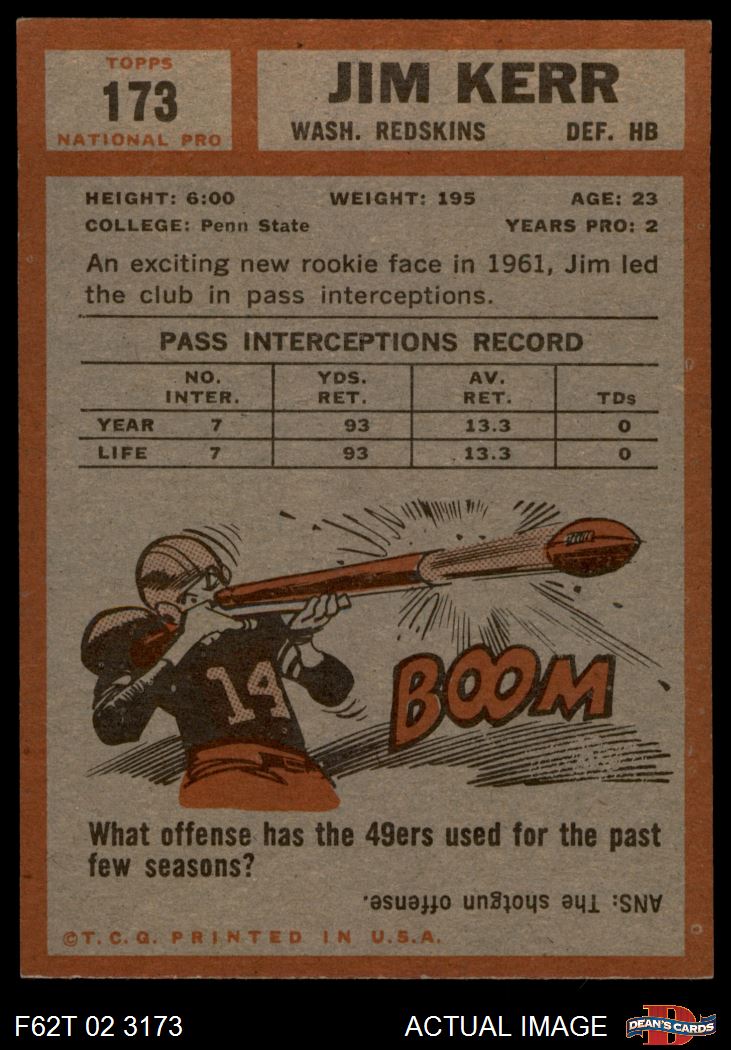 TOPPS
173
NATIONAL PRO
JIM KERR
WASH. REDSKINS DEF. HB
HEIGHT: 6:00 WEIGHT: 195 AGE: 23
COLLEGE: Penn State YEARS PRO: 2
An exciting new rookie face in 1961, Jim led
the club in pass interceptions.
PASS INTERCEPTIONS RECORD
NO. YDS. AV.
INTER. RET. RET. TDs
YEAR 7 93 13.3 0
LIFE 7 93 13.3 0
14
BOOM
What offense has the 49ers used for the past
few seasons?
ANS: The shotgun offense.
©T. C. G. PRINTED IN U.S.A.
F62T 02 3173 ACTUAL IMAGE DEAN'S CARDS